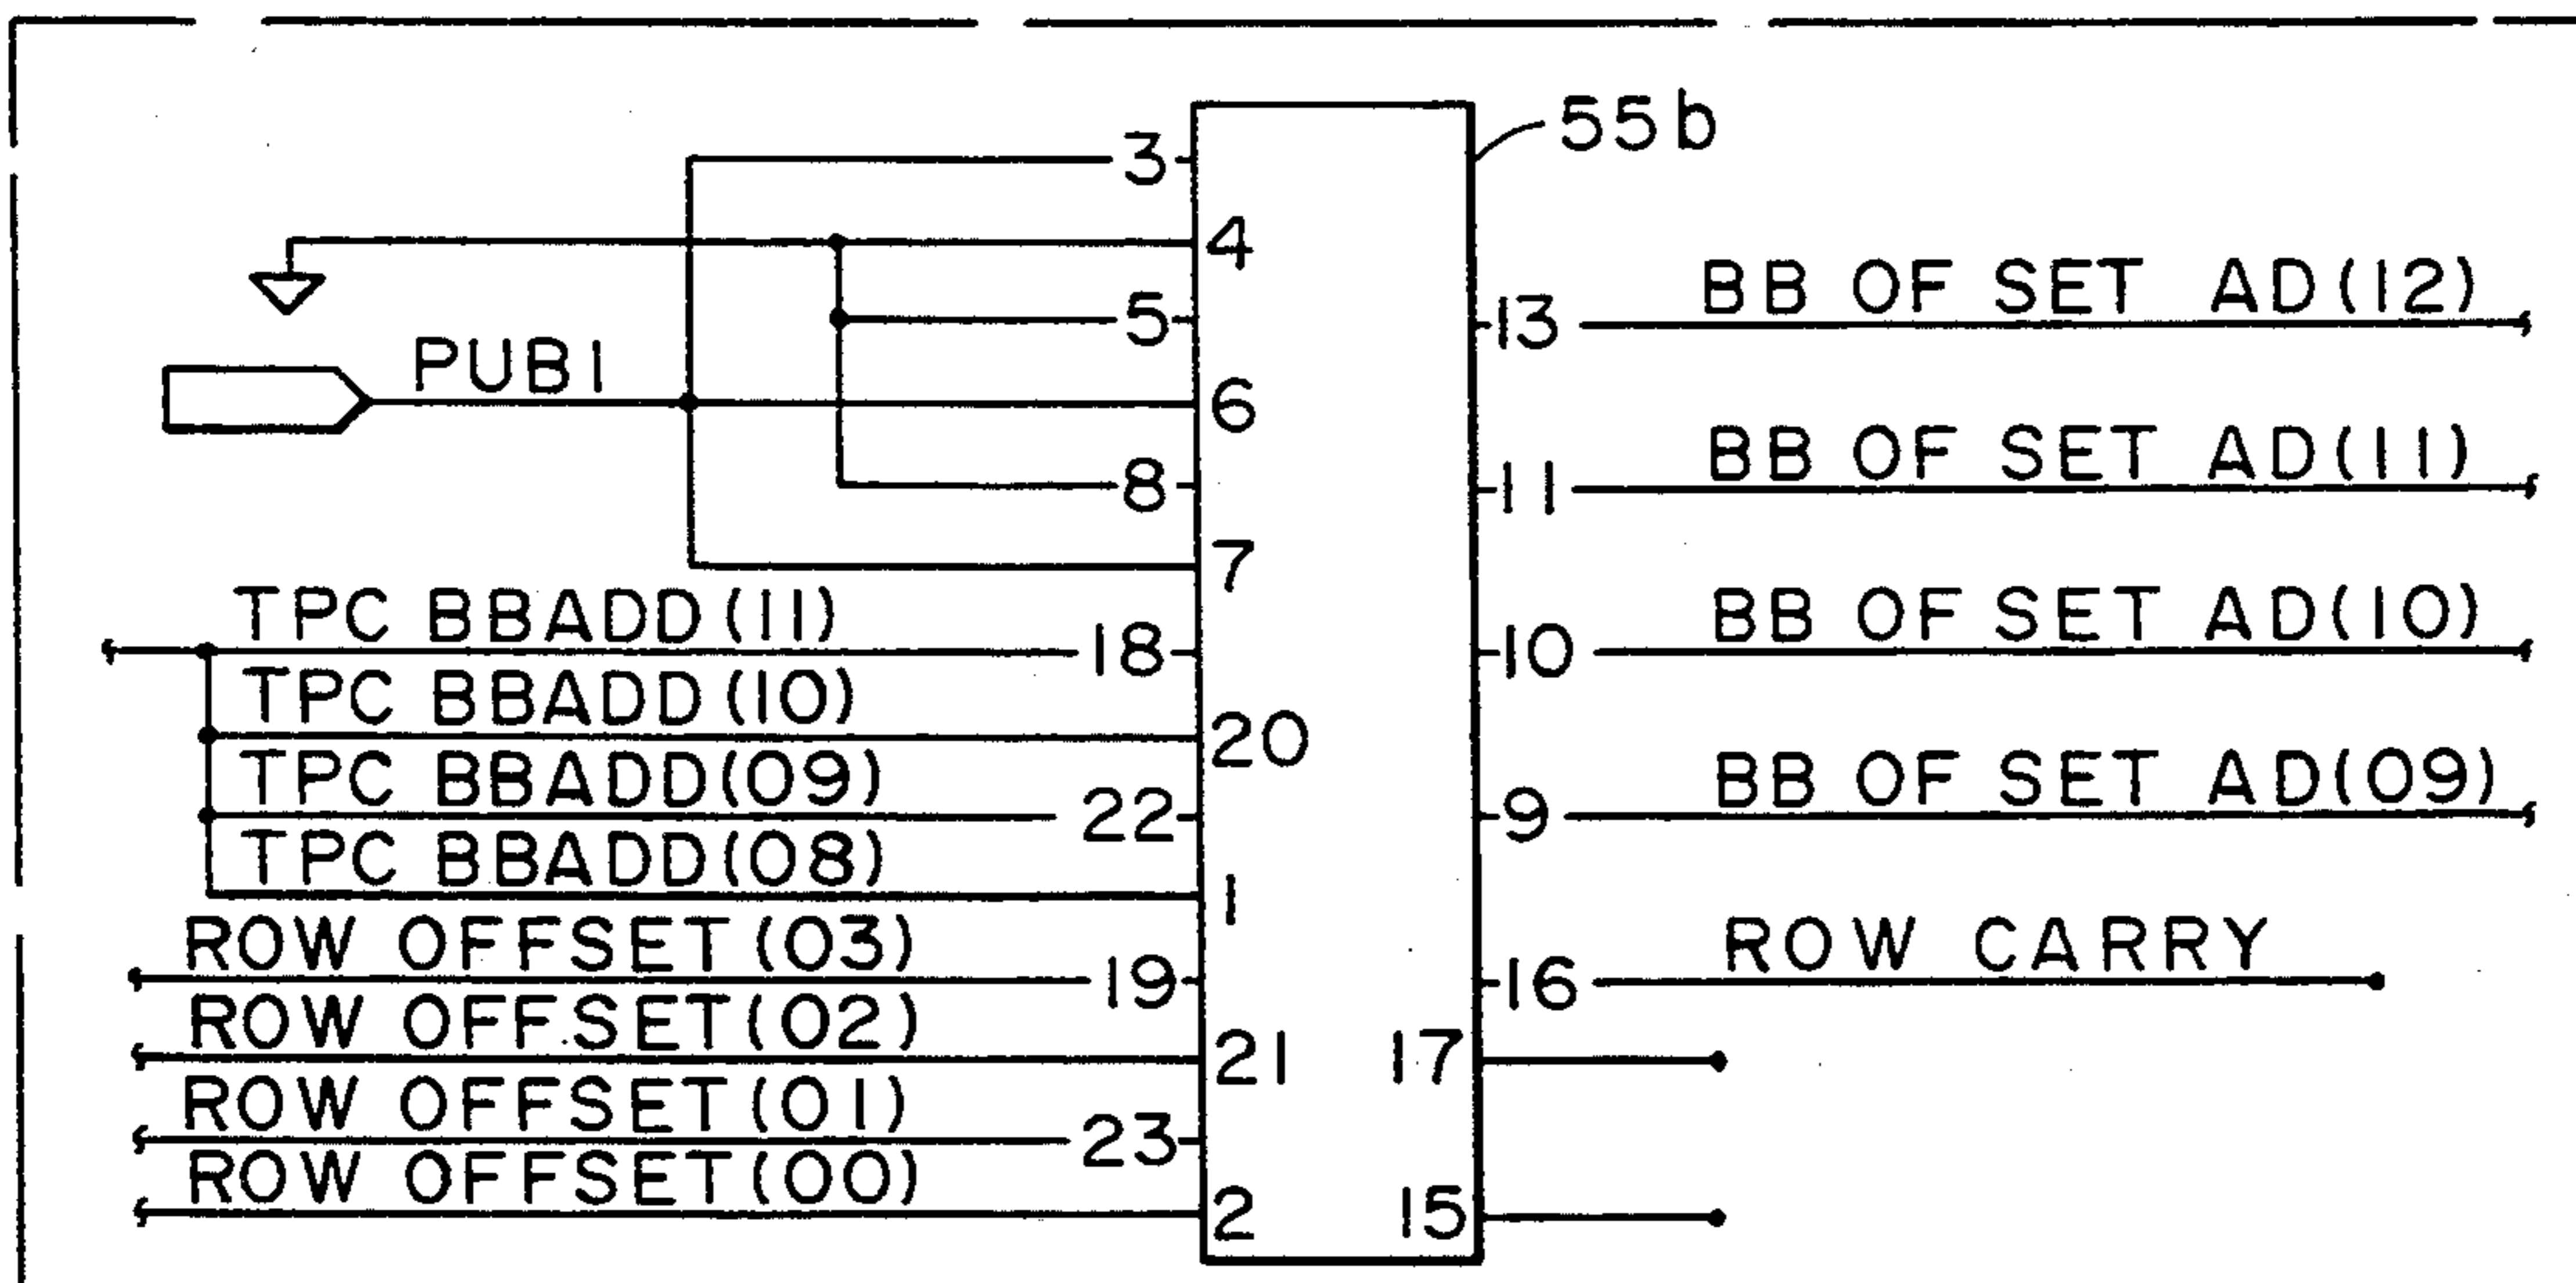 55b
3
4
5
PUB1
6
8
7
TPC BBADD(11)
18
TPC BBADD(10)
20
TPC BBADD(09)
22
TPC BBADD(08)
1
ROW OFFSET(03)
19
ROW OFFSET(02)
21
ROW OFFSET(01)
23
ROW OFFSET(00)
2
13
BB OF SET AD(12)
11
BB OF SET AD(11)
10
BB OF SET AD(10)
9
BB OF SET AD(09)
16
ROW CARRY
17
15